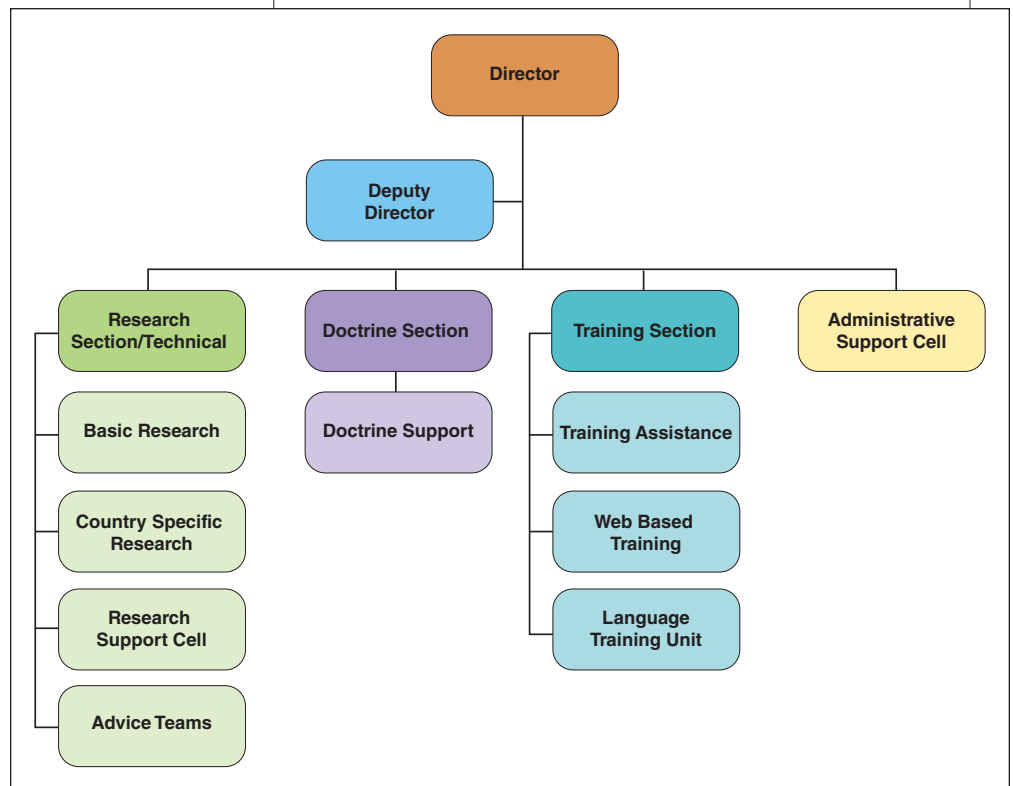 Director
Deputy
Director
Research
Section/Technical
Basic Research
Country Specific
Research
Research
Support Cell
Advice Teams
Doctrine Section
Doctrine Support
Training Section
Training Assistance
Web Based
Training
Language
Training Unit
Administrative
Support Cell